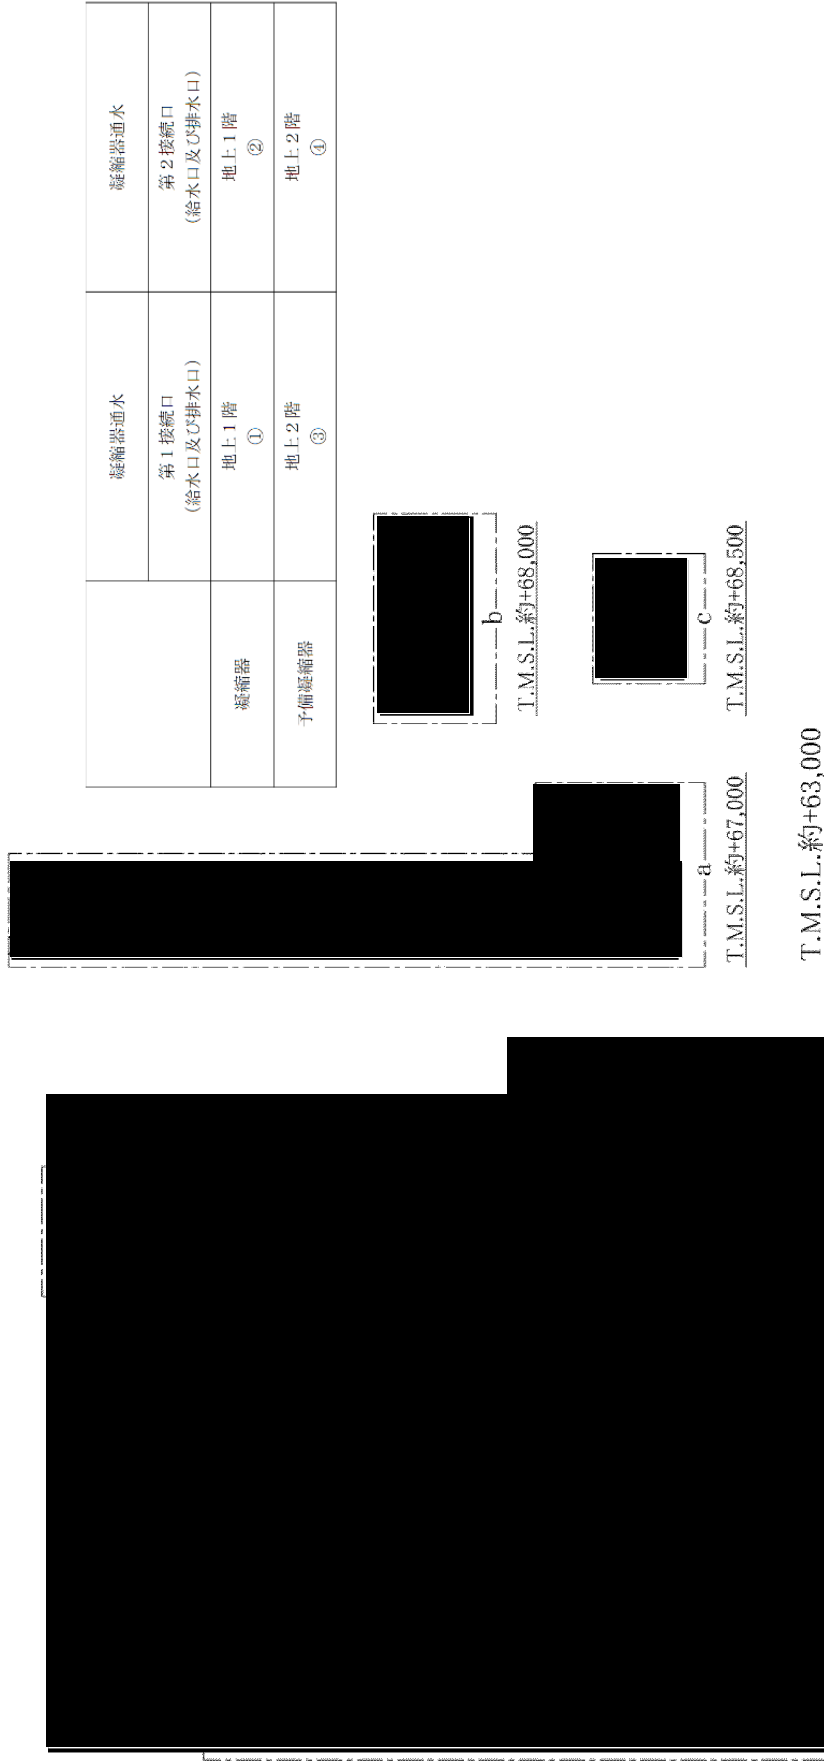 凝縮器通水
凝縮器通水
第1接続口
(給水口及び排水口)
第2接続口
(給水口及び排水口)
凝縮器
地上1階
①
地上1階
②
予備凝縮器
地上2階
③
地上2階
④
b
T.M.S.L.約+68,000
a
T.M.S.L.約+67,000
c
T.M.S.L.約+68,500
T.M.S.L.約+63,000